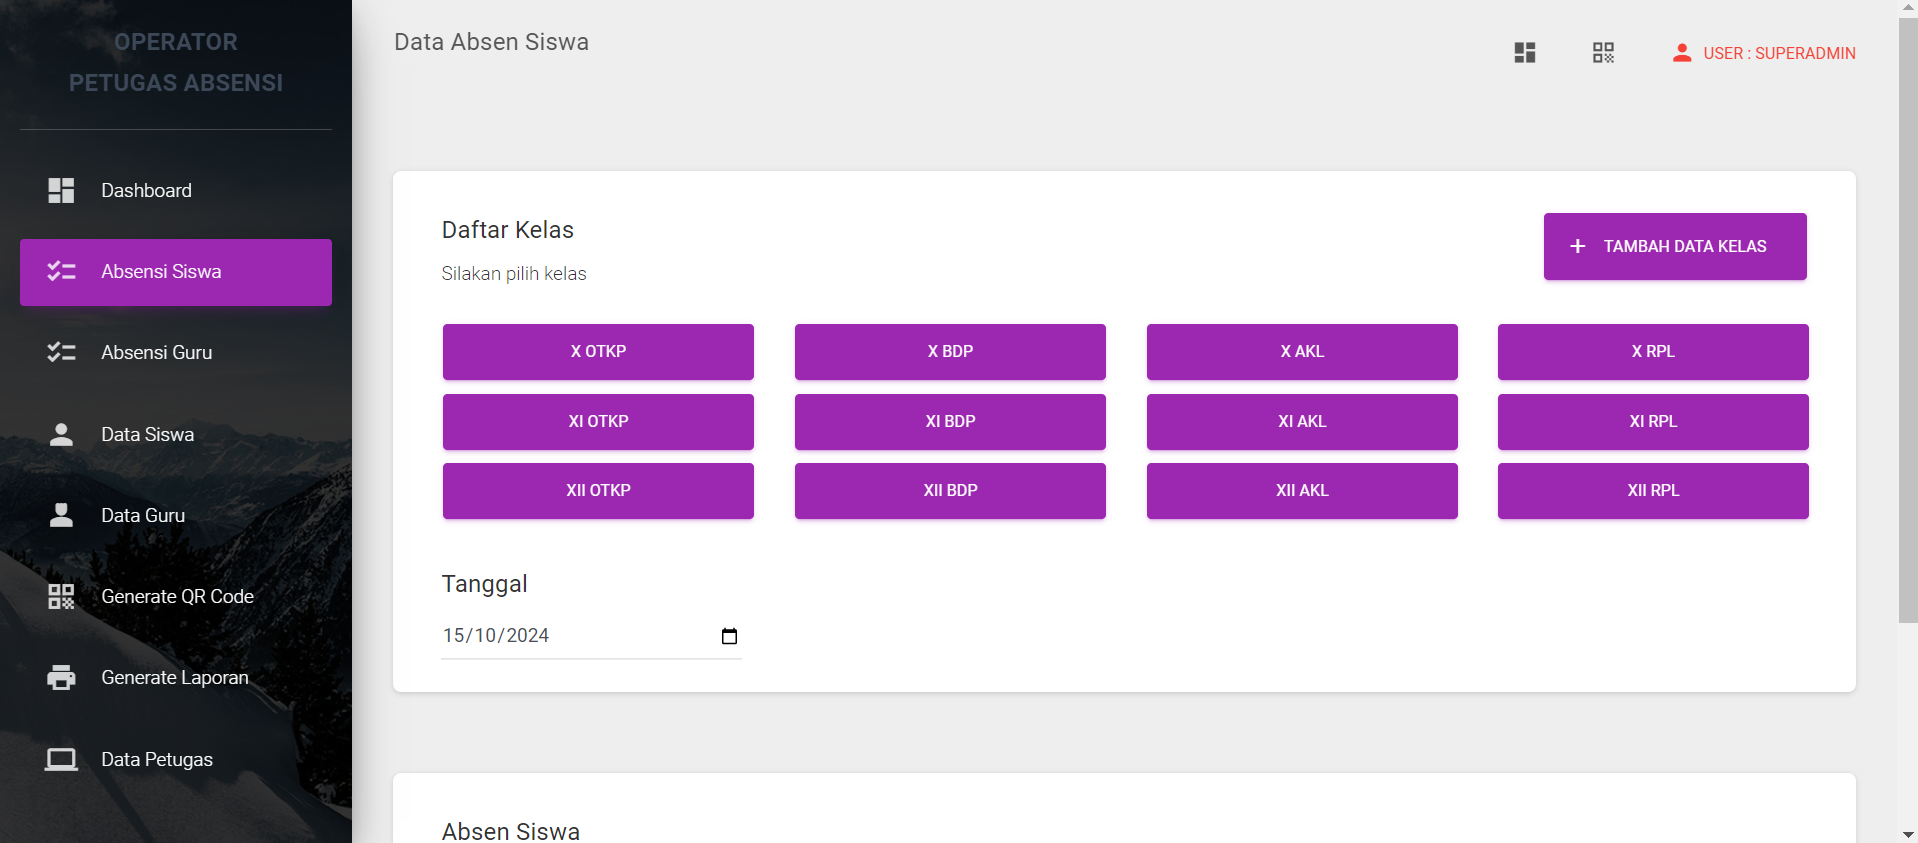 OPERATOR
PETUGAS ABSENSI
Dashboard
Absensi Siswa
Absensi Guru
Data Siswa
Data Guru
Generate QR Code
Generate Laporan
Data Petugas
Data Absen Siswa
USER : SUPERADMIN
Daftar Kelas
Silakan pilih kelas
+ TAMBAH DATA KELAS
X OTKP X BDP X AKL X RPL
XI OTKP XI BDP XI AKL XI RPL
XII OTKP XII BDP XII AKL XII RPL
Tanggal
15/10/2024
Absen Siswa